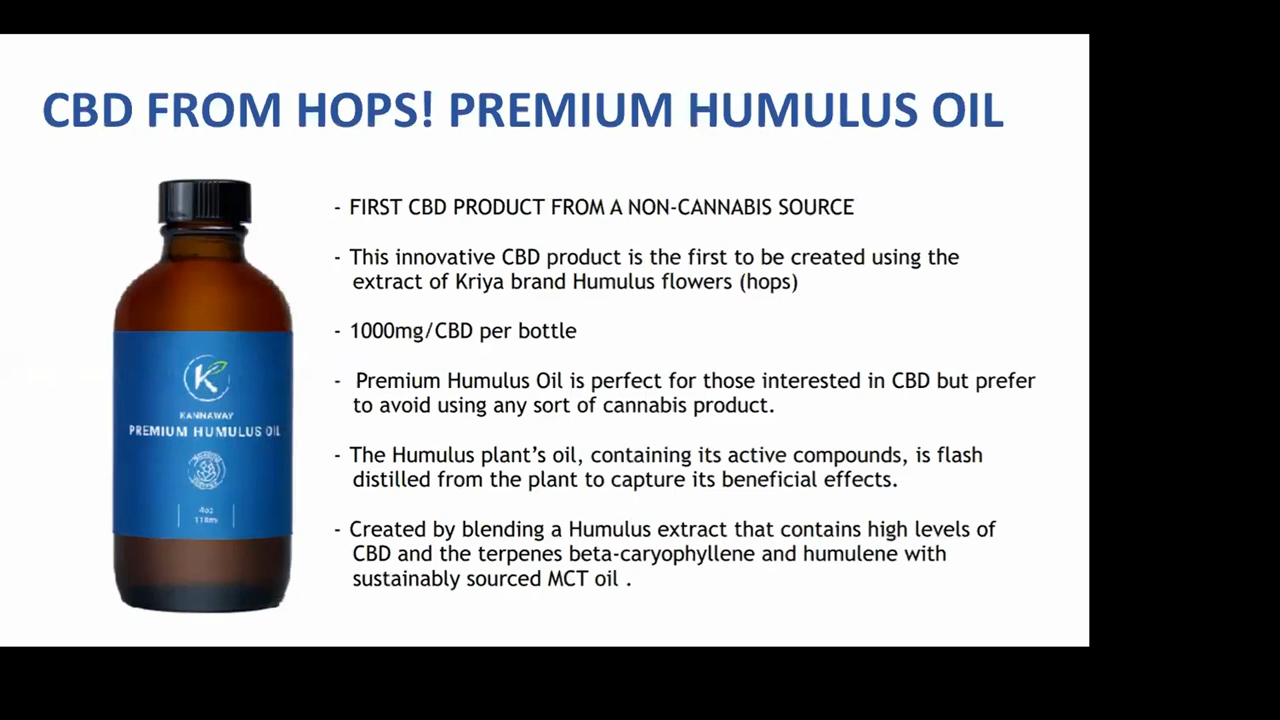 CBD FROM HOPS! PREMIUM HUMULUS OIL
- FIRST CBD PRODUCT FROM A NON-CANNABIS SOURCE
- This innovative CBD product is the first to be created using the
extract of Kriya brand Humulus flowers (hops)
- 1000mg/CBD per bottle
- Premium Humulus Oil is perfect for those interested in CBD but prefer
to avoid using any sort of cannabis product.
- The Humulus plant's oil, containing its active compounds, is flash
distilled from the plant to capture its beneficial effects.
- Created by blending a Humulus extract that contains high levels of
CBD and the terpenes beta-caryophyllene and humulene with
sustainably sourced MCT oil .
K
KANNAWAY
PREMIUM HUMULUS OIL
4oz
118ml